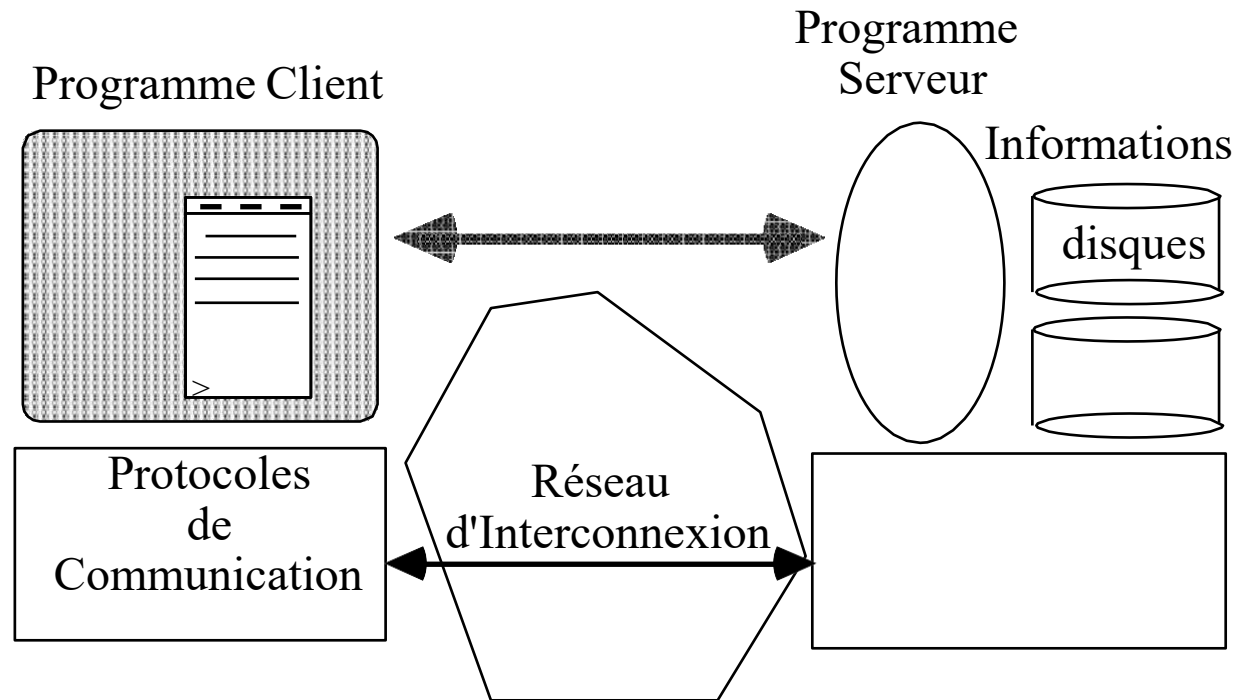 Programme Client
Programme
Serveur
Informations
disques
>
Protocoles
de
Communication
Réseau
d'Interconnexion